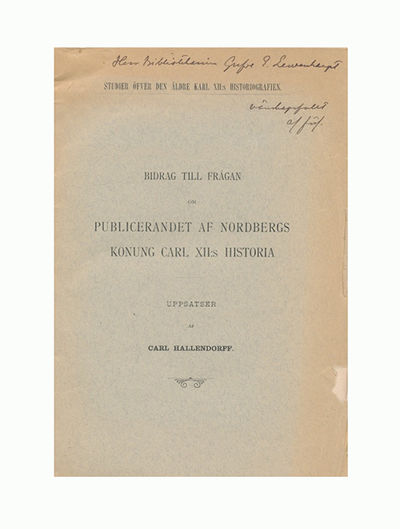 Herr Bibliotekarien Grefve E. Lewenhaupt
STUDIER ÖFVER DEN ÄLDRE KARL XII:s HISTORIOGRAFIEN.
vänskapsfullt
af förf.
BIDRAG TILL FRÅGAN
OM
PUBLICERANDET AF NORDBERGS
KONUNG CARL XII:s HISTORIA
UPPSATSER
AF
CARL HALLENDORFF.